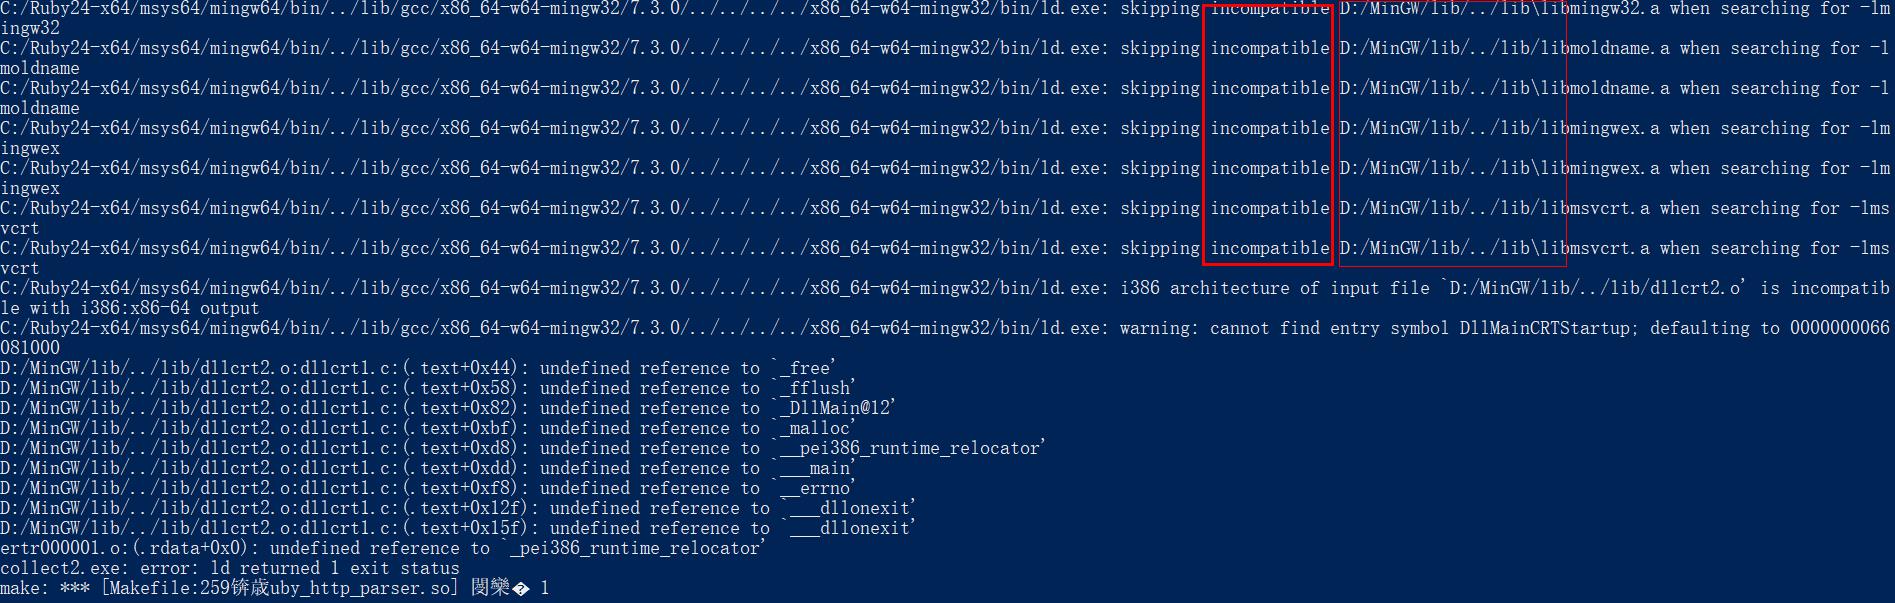 C:/Ruby24-x64/msys64/mingw64/bin/../lib/gcc/x86_64-w64-mingw32/7.3.0/../../../../x86_64-w64-mingw32/bin/ld.exe: skipping incompatible D:/MinGW/lib/../lib\libmingw32.a when searching for -lm
ingw32
C:/Ruby24-x64/msys64/mingw64/bin/../lib/gcc/x86_64-w64-mingw32/7.3.0/../../../../x86_64-w64-mingw32/bin/ld.exe: skipping incompatible D:/MinGW/lib/../lib/libmoldname.a when searching for -l
moldname
C:/Ruby24-x64/msys64/mingw64/bin/../lib/gcc/x86_64-w64-mingw32/7.3.0/../../../../x86_64-w64-mingw32/bin/ld.exe: skipping incompatible D:/MinGW/lib/../lib\libmoldname.a when searching for -l
moldname
C:/Ruby24-x64/msys64/mingw64/bin/../lib/gcc/x86_64-w64-mingw32/7.3.0/../../../../x86_64-w64-mingw32/bin/ld.exe: skipping incompatible D:/MinGW/lib/../lib/libmingwex.a when searching for -lm
ingwex
C:/Ruby24-x64/msys64/mingw64/bin/../lib/gcc/x86_64-w64-mingw32/7.3.0/../../../../x86_64-w64-mingw32/bin/ld.exe: skipping incompatible D:/MinGW/lib/../lib\libmingwex.a when searching for -lm
ingwex
C:/Ruby24-x64/msys64/mingw64/bin/../lib/gcc/x86_64-w64-mingw32/7.3.0/../../../../x86_64-w64-mingw32/bin/ld.exe: skipping incompatible D:/MinGW/lib/../lib/libmsvcrt.a when searching for -lms
vcrt
C:/Ruby24-x64/msys64/mingw64/bin/../lib/gcc/x86_64-w64-mingw32/7.3.0/../../../../x86_64-w64-mingw32/bin/ld.exe: skipping incompatible D:/MinGW/lib/../lib\libmsvcrt.a when searching for -lms
vcrt
C:/Ruby24-x64/msys64/mingw64/bin/../lib/gcc/x86_64-w64-mingw32/7.3.0/../../../../x86_64-w64-mingw32/bin/ld.exe: i386 architecture of input file `D:/MinGW/lib/../lib/dllcrt2.o' is incompatib
le with i386:x86-64 output
C:/Ruby24-x64/msys64/mingw64/bin/../lib/gcc/x86_64-w64-mingw32/7.3.0/../../../../x86_64-w64-mingw32/bin/ld.exe: warning: cannot find entry symbol DllMainCRTStartup; defaulting to 0000000066
081000
D:/MinGW/lib/../lib/dllcrt2.o:dllcrt1.c:(.text+0x44): undefined reference to `_free'
D:/MinGW/lib/../lib/dllcrt2.o:dllcrt1.c:(.text+0x58): undefined reference to `_fflush'
D:/MinGW/lib/../lib/dllcrt2.o:dllcrt1.c:(.text+0x82): undefined reference to `_DllMain@12'
D:/MinGW/lib/../lib/dllcrt2.o:dllcrt1.c:(.text+0xbf): undefined reference to `_malloc'
D:/MinGW/lib/../lib/dllcrt2.o:dllcrt1.c:(.text+0xd8): undefined reference to `__pei386_runtime_relocator'
D:/MinGW/lib/../lib/dllcrt2.o:dllcrt1.c:(.text+0xdd): undefined reference to `___main'
D:/MinGW/lib/../lib/dllcrt2.o:dllcrt1.c:(.text+0xf8): undefined reference to `__errno'
D:/MinGW/lib/../lib/dllcrt2.o:dllcrt1.c:(.text+0x12f): undefined reference to `___dllonexit'
D:/MinGW/lib/../lib/dllcrt2.o:dllcrt1.c:(.text+0x15f): undefined reference to `___dllonexit'
ertr000001.o:(.rdata+0x0): undefined reference to `_pei386_runtime_relocator'
collect2.exe: error: ld returned 1 exit status
make: *** [Makefile:259锛歳uby_http_parser.so] 閿欒� 1